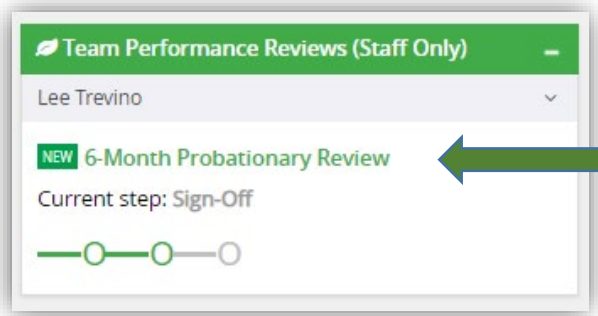 Team Performance Reviews (Staff Only)
Lee Trevino
NEW 6-Month Probationary Review
Current step: Sign-Off